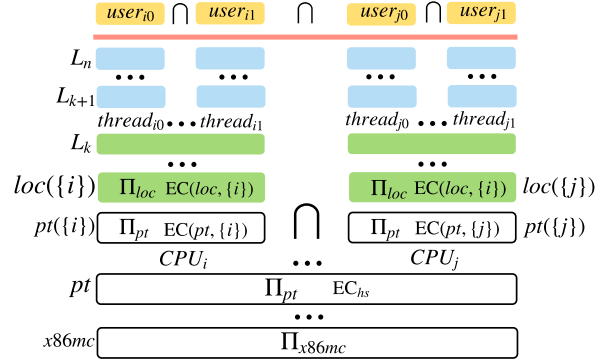 user_i0 ∩ user_i1 ∩ user_j0 ∩ user_j1
L_n
••• •••
L_k+1
thread_i0 ••• thread_i1 thread_j0 ••• thread_j1
L_k
••• •••
loc({i}) Π_loc EC(loc, {i}) Π_loc EC(loc, {i}) loc({j})
pt({i}) Π_pt EC(pt, {i}) ∩ Π_pt EC(pt, {j}) pt({j})
CPU_i ••• CPU_j
pt Π_pt EC_hs
•••
x86mc Π_x86mc